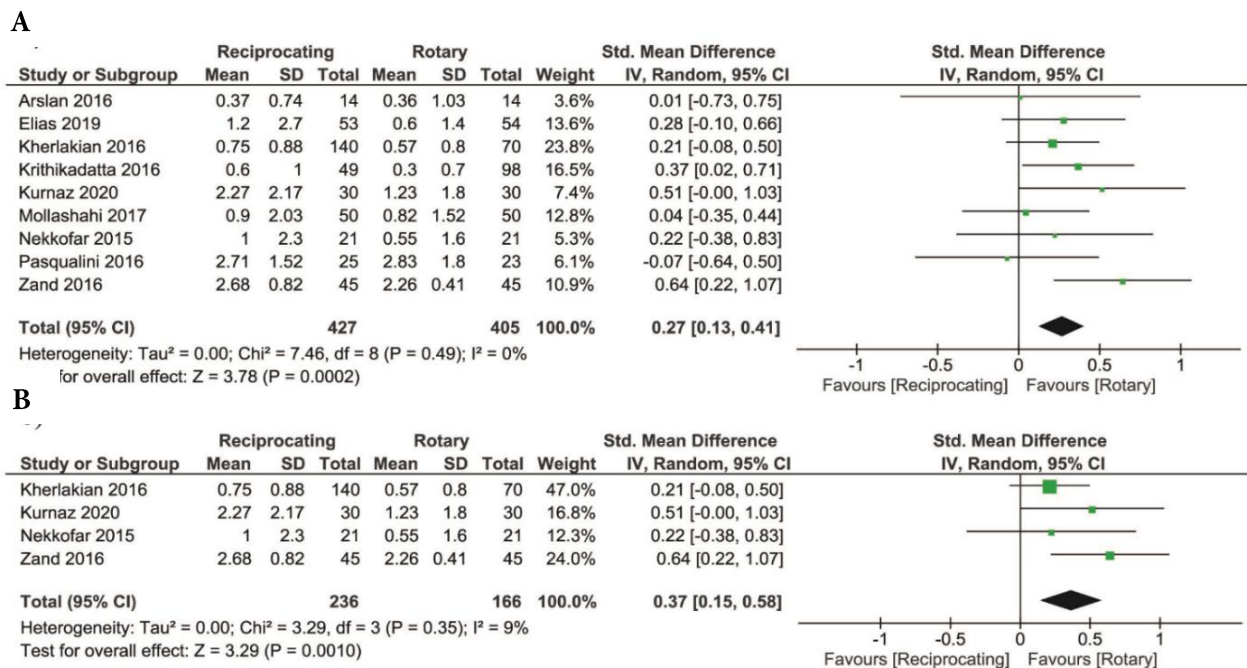 A
Reciprocating Rotary Std. Mean Difference Std. Mean Difference
Study or Subgroup Mean SD Total Mean SD Total Weight IV, Random, 95% CI IV, Random, 95% CI
Arslan 2016 0.37 0.74 14 0.36 1.03 14 3.6% 0.01 [-0.73, 0.75]
Elias 2019 1.2 2.7 53 0.6 1.4 54 13.6% 0.28 [-0.10, 0.66]
Kherlakian 2016 0.75 0.88 140 0.57 0.8 70 23.8% 0.21 [-0.08, 0.50]
Krithikadatta 2016 0.6 1 49 0.3 0.7 98 16.5% 0.37 [0.02, 0.71]
Kurnaz 2020 2.27 2.17 30 1.23 1.8 30 7.4% 0.51 [-0.00, 1.03]
Mollashahi 2017 0.9 2.03 50 0.82 1.52 50 12.8% 0.04 [-0.35, 0.44]
Nekkofar 2015 1 2.3 21 0.55 1.6 21 5.3% 0.22 [-0.38, 0.83]
Pasqualini 2016 2.71 1.52 25 2.83 1.8 23 6.1% -0.07 [-0.64, 0.50]
Zand 2016 2.68 0.82 45 2.26 0.41 45 10.9% 0.64 [0.22, 1.07]
Total (95% CI) 427 405 100.0% 0.27 [0.13, 0.41]
Heterogeneity: Tau² = 0.00; Chi² = 7.46, df = 8 (P = 0.49); I² = 0%
for overall effect: Z = 3.78 (P = 0.0002)
-1 -0.5 0 0.5 1
Favours [Reciprocating] Favours [Rotary]
B
Reciprocating Rotary Std. Mean Difference Std. Mean Difference
Study or Subgroup Mean SD Total Mean SD Total Weight IV, Random, 95% CI IV, Random, 95% CI
Kherlakian 2016 0.75 0.88 140 0.57 0.8 70 47.0% 0.21 [-0.08, 0.50]
Kurnaz 2020 2.27 2.17 30 1.23 1.8 30 16.8% 0.51 [-0.00, 1.03]
Nekkofar 2015 1 2.3 21 0.55 1.6 21 12.3% 0.22 [-0.38, 0.83]
Zand 2016 2.68 0.82 45 2.26 0.41 45 24.0% 0.64 [0.22, 1.07]
Total (95% CI) 236 166 100.0% 0.37 [0.15, 0.58]
Heterogeneity: Tau² = 0.00; Chi² = 3.29, df = 3 (P = 0.35); I² = 9%
Test for overall effect: Z = 3.29 (P = 0.0010)
-1 -0.5 0 0.5 1
Favours [Reciprocating] Favours [Rotary]